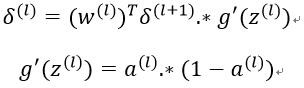 δ^{(l)} = (w^{(l)})^T δ^{(l+1)}.* g′(z^{(l)})↵
g′(z^{(l)}) = a^{(l)}.* (1 − a^{(l)})↵